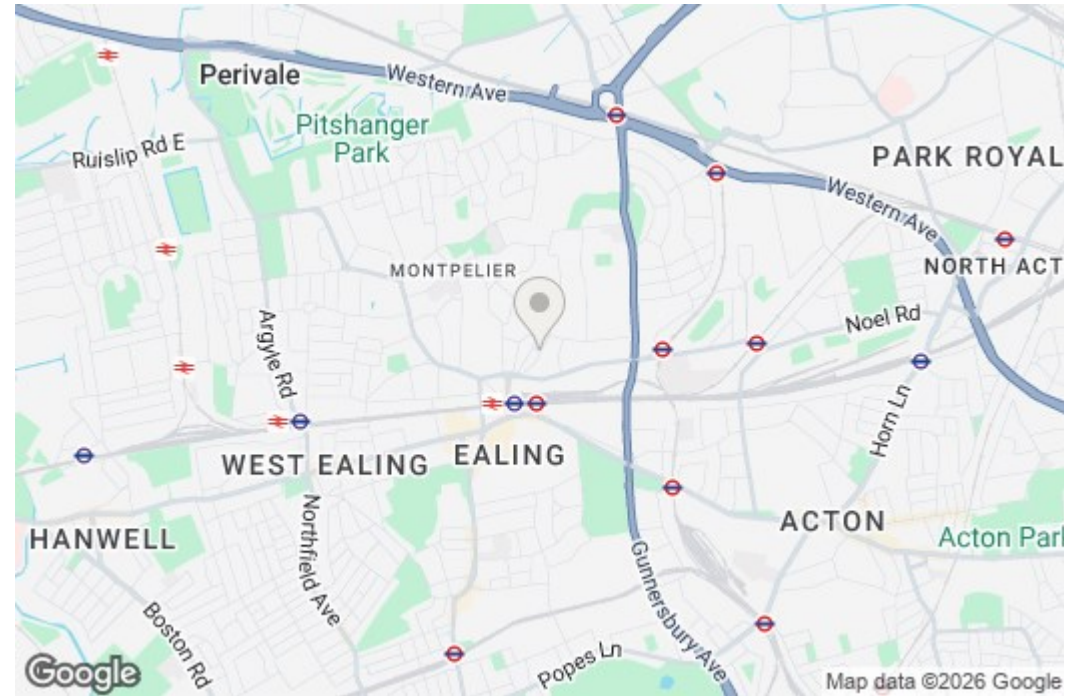 Perivale
Western Ave
Pitshanger
Park
Ruislip Rd E
PARK ROYAL
Western Ave
MONTPELIER
NORTH ACT
Argyle Rd
Noel Rd
Horn Ln
WEST EALING
EALING
HANWELL
Northfield Ave
ACTON
Acton Parl
Gunnersbury Ave
Boston Rd
Popes Ln
Google
Map data ©2026 Google